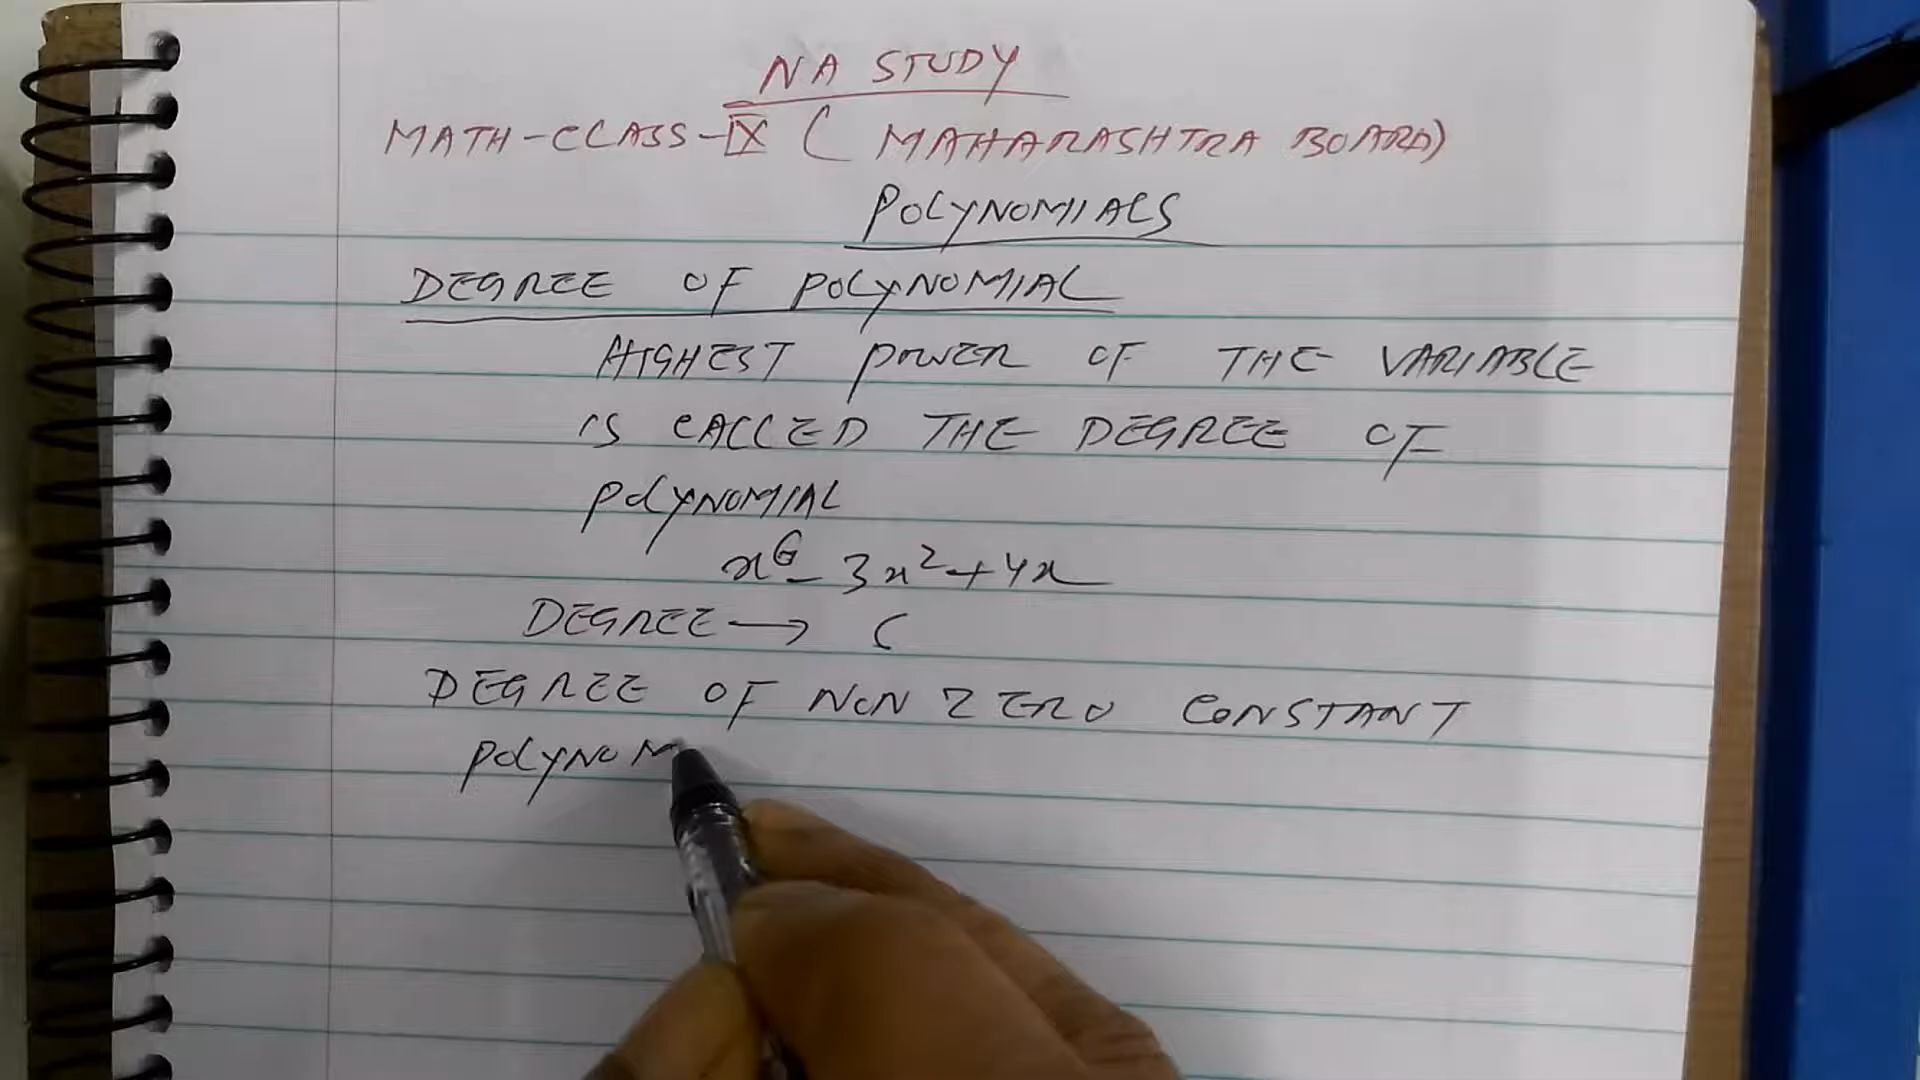 NA STUDY
MATH-CLASS-IX (MAHARASHTRA BOARD)
POLYNOMIALS
DEGREE OF POLYNOMIAL
HIGHEST POWER OF THE VARIABLE
IS CALLED THE DEGREE OF
POLYNOMIAL
x⁶ - 3x² + 4x
DEGREE → 6
DEGREE OF NON ZERO CONSTANT
POLYNOM